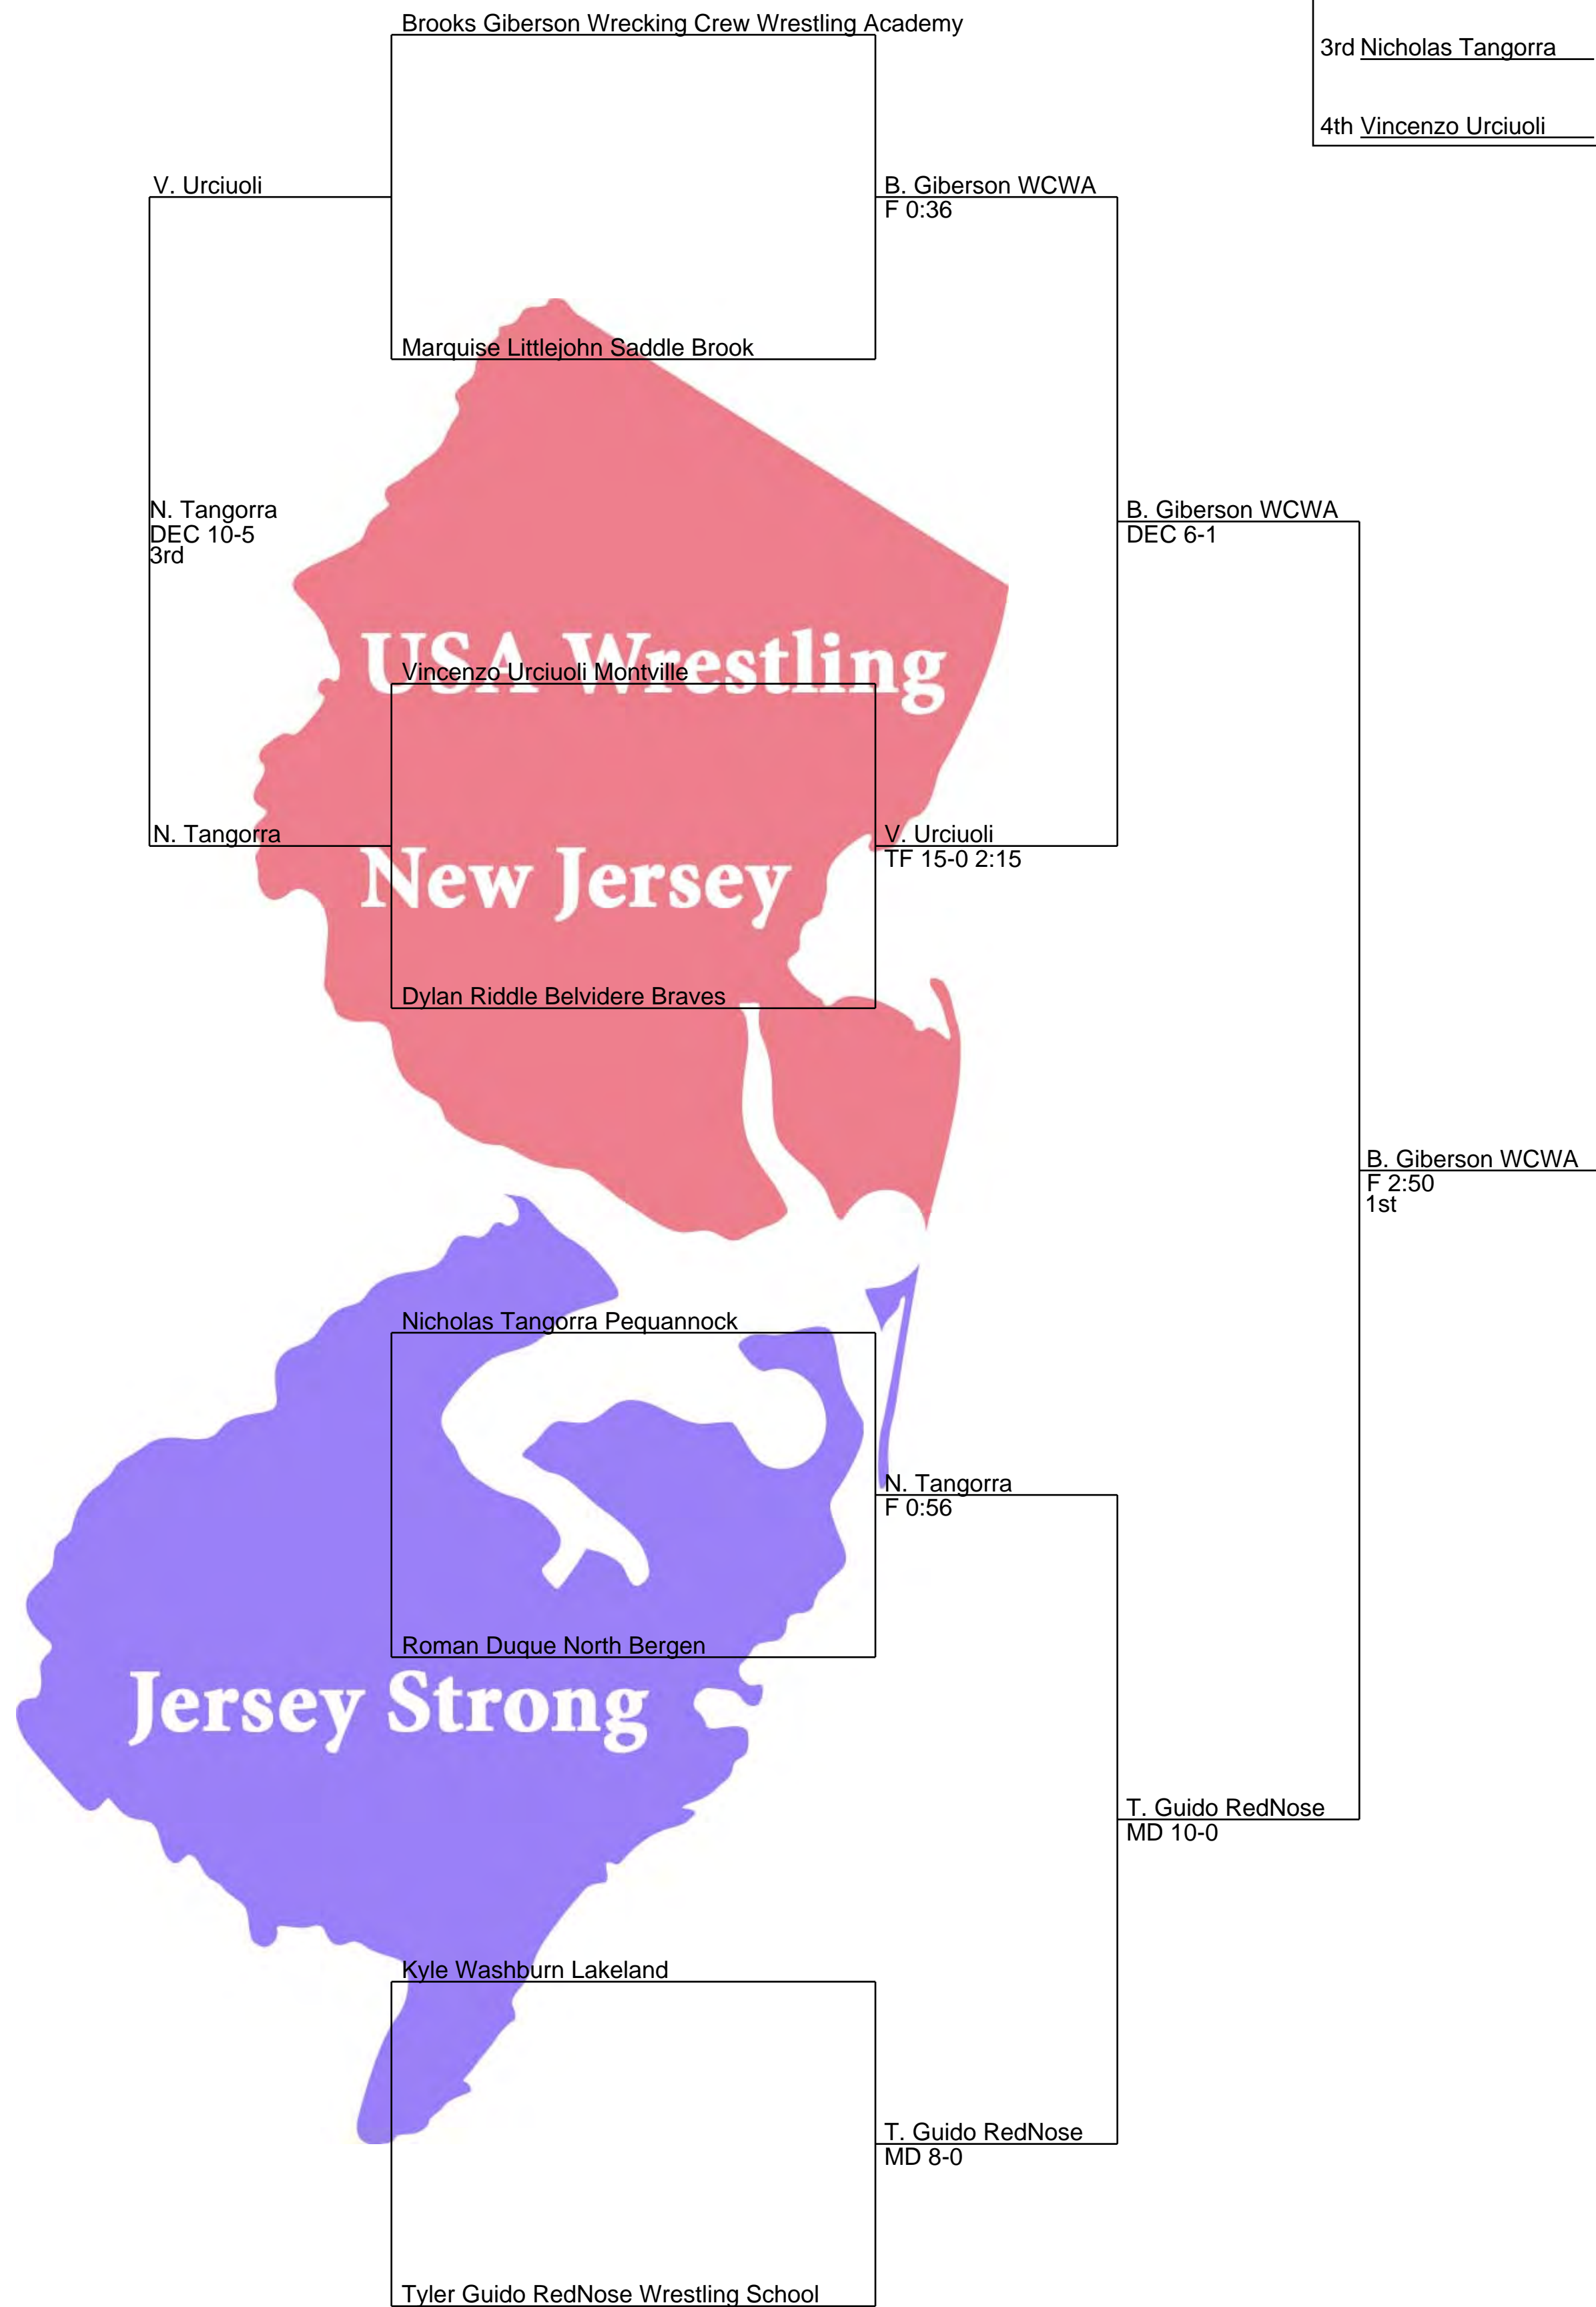 Brooks Giberson Wrecking Crew Wrestling Academy
3rd Nicholas Tangorra
4th Vincenzo Urciuoli
V. Urciuoli
B. Giberson WCWA
F 0:36
Marquise Littlejohn Saddle Brook
N. Tangorra
DEC 10-5
3rd
B. Giberson WCWA
DEC 6-1
USA Wrestling
Vincenzo Urciuoli Montville
N. Tangorra
V. Urciuoli
TF 15-0 2:15
New Jersey
Dylan Riddle Belvidere Braves
B. Giberson WCWA
F 2:50
1st
Nicholas Tangorra Pequannock
N. Tangorra
F 0:56
Roman Duque North Bergen
Jersey Strong
T. Guido RedNose
MD 10-0
Kyle Washburn Lakeland
T. Guido RedNose
MD 8-0
Tyler Guido RedNose Wrestling School